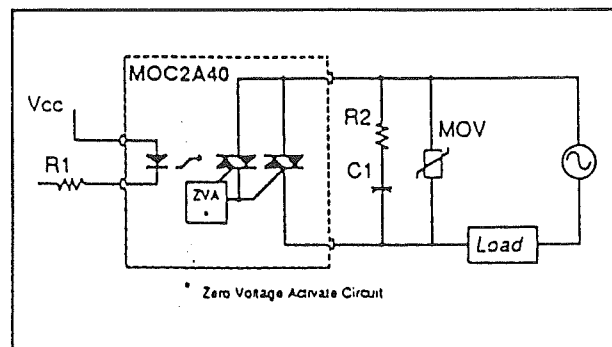 MOC2A40
Vcc
R1
ZVA
*
R2
C1
MOV
Load
* Zero Voltage Activate Circuit